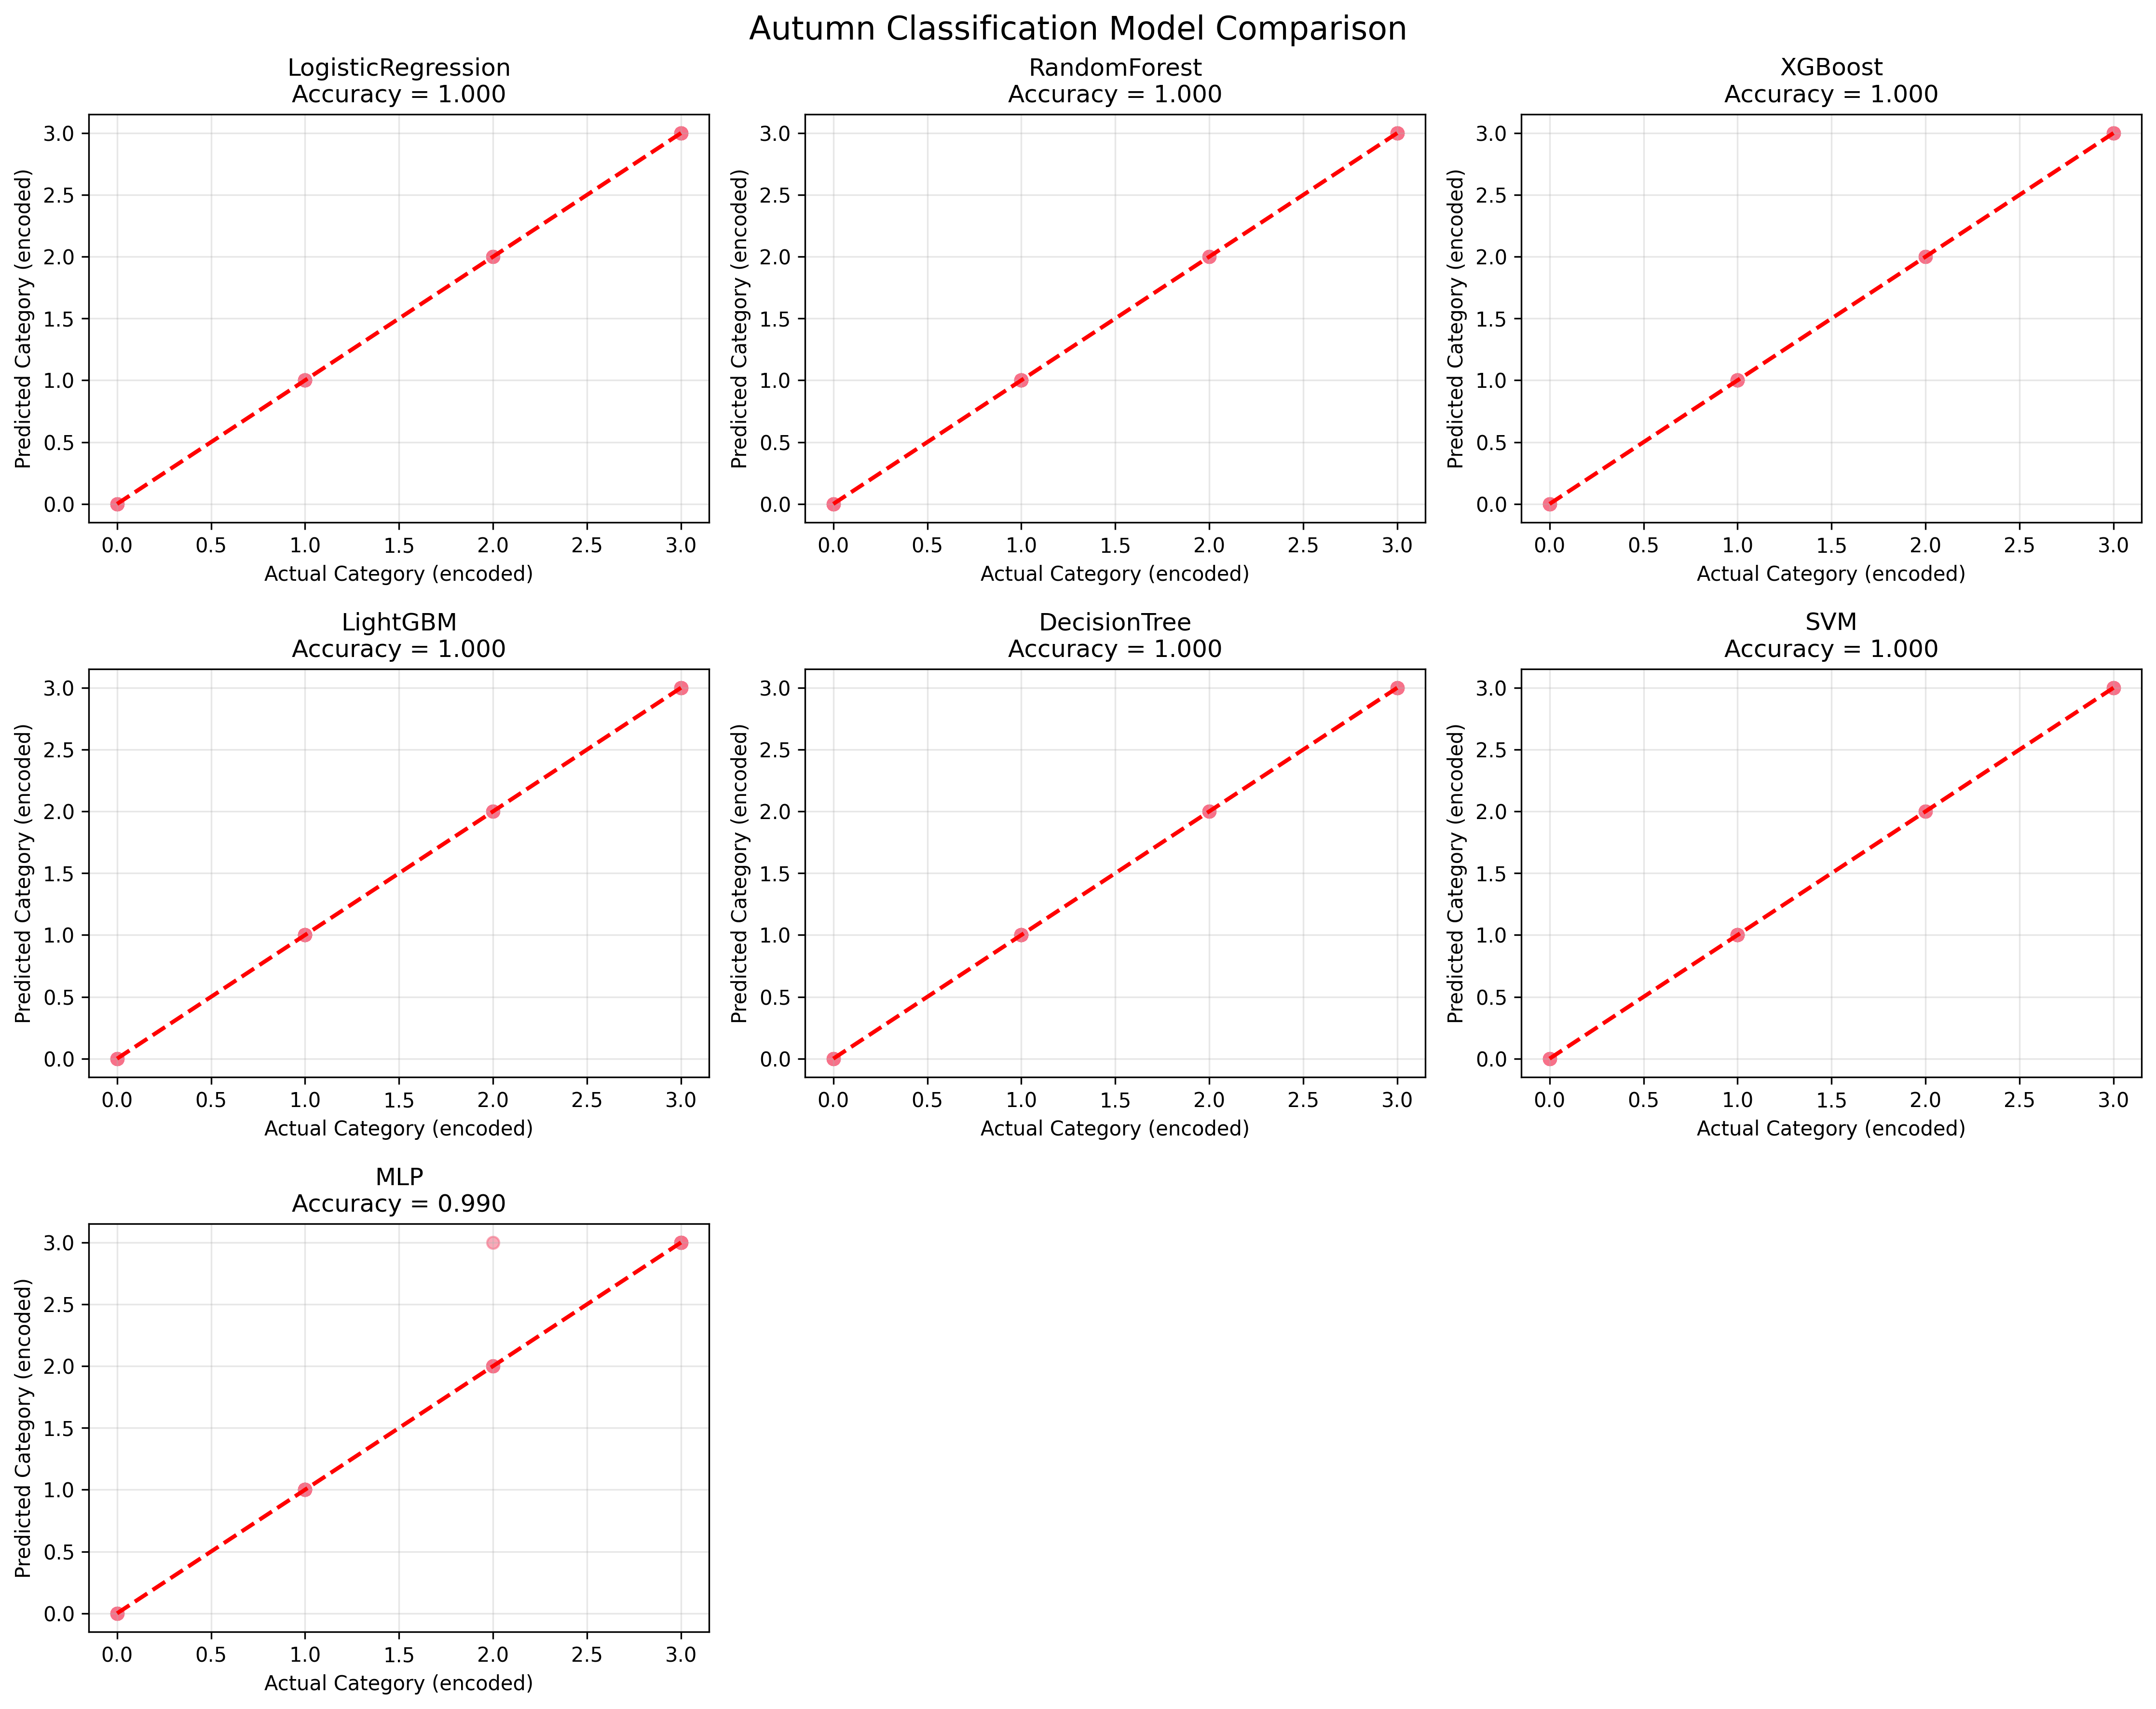 Autumn Classification Model Comparison
LogisticRegression
Accuracy = 1.000
Predicted Category (encoded)
3.0
2.5
2.0
1.5
1.0
0.5
0.0
0.0 0.5 1.0 1.5 2.0 2.5 3.0
Actual Category (encoded)
RandomForest
Accuracy = 1.000
Predicted Category (encoded)
3.0
2.5
2.0
1.5
1.0
0.5
0.0
0.0 0.5 1.0 1.5 2.0 2.5 3.0
Actual Category (encoded)
XGBoost
Accuracy = 1.000
Predicted Category (encoded)
3.0
2.5
2.0
1.5
1.0
0.5
0.0
0.0 0.5 1.0 1.5 2.0 2.5 3.0
Actual Category (encoded)
LightGBM
Accuracy = 1.000
Predicted Category (encoded)
3.0
2.5
2.0
1.5
1.0
0.5
0.0
0.0 0.5 1.0 1.5 2.0 2.5 3.0
Actual Category (encoded)
DecisionTree
Accuracy = 1.000
Predicted Category (encoded)
3.0
2.5
2.0
1.5
1.0
0.5
0.0
0.0 0.5 1.0 1.5 2.0 2.5 3.0
Actual Category (encoded)
SVM
Accuracy = 1.000
Predicted Category (encoded)
3.0
2.5
2.0
1.5
1.0
0.5
0.0
0.0 0.5 1.0 1.5 2.0 2.5 3.0
Actual Category (encoded)
MLP
Accuracy = 0.990
Predicted Category (encoded)
3.0
2.5
2.0
1.5
1.0
0.5
0.0
0.0 0.5 1.0 1.5 2.0 2.5 3.0
Actual Category (encoded)